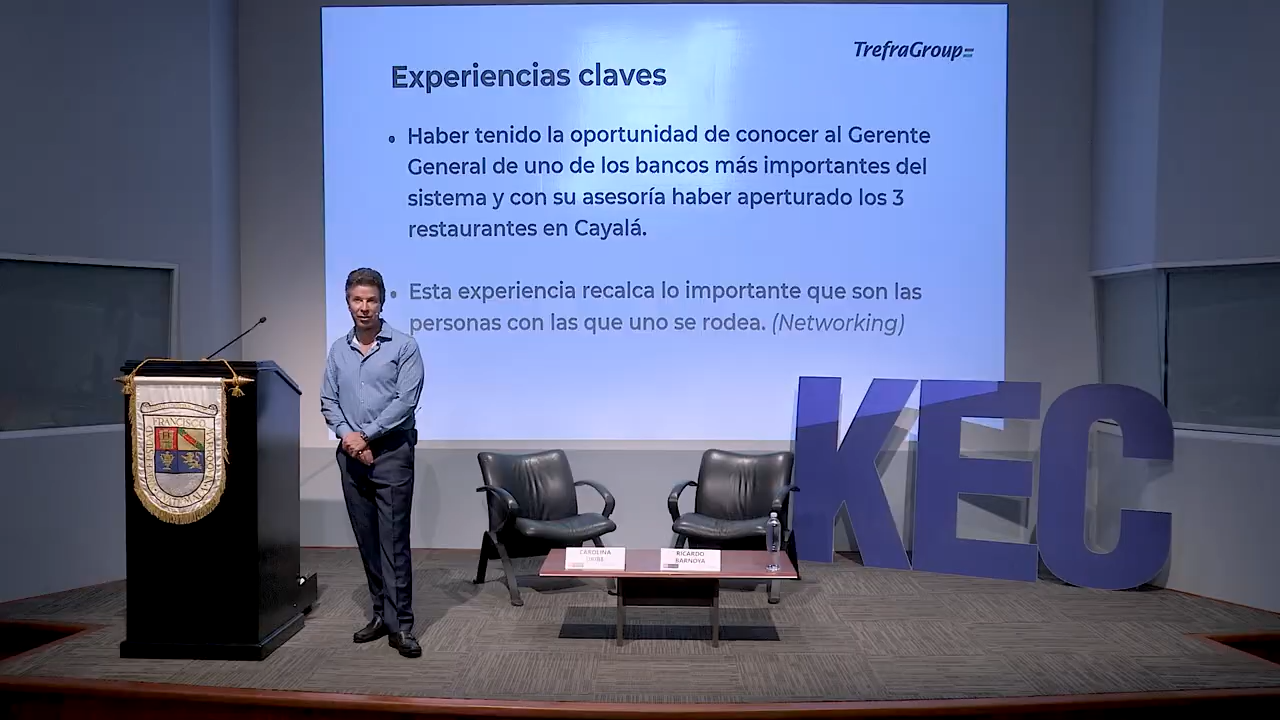 TrefraGroup
Experiencias claves
• Haber tenido la oportunidad de conocer al Gerente
General de uno de los bancos más importantes del
sistema y con su asesoría haber aperturado los 3
restaurantes en Cayalá.
• Esta experiencia recalca lo importante que son las
personas con las que uno se rodea. (Networking)
KEC
FRANCISCO
CAROLINA
RICARDO
BARNOYA